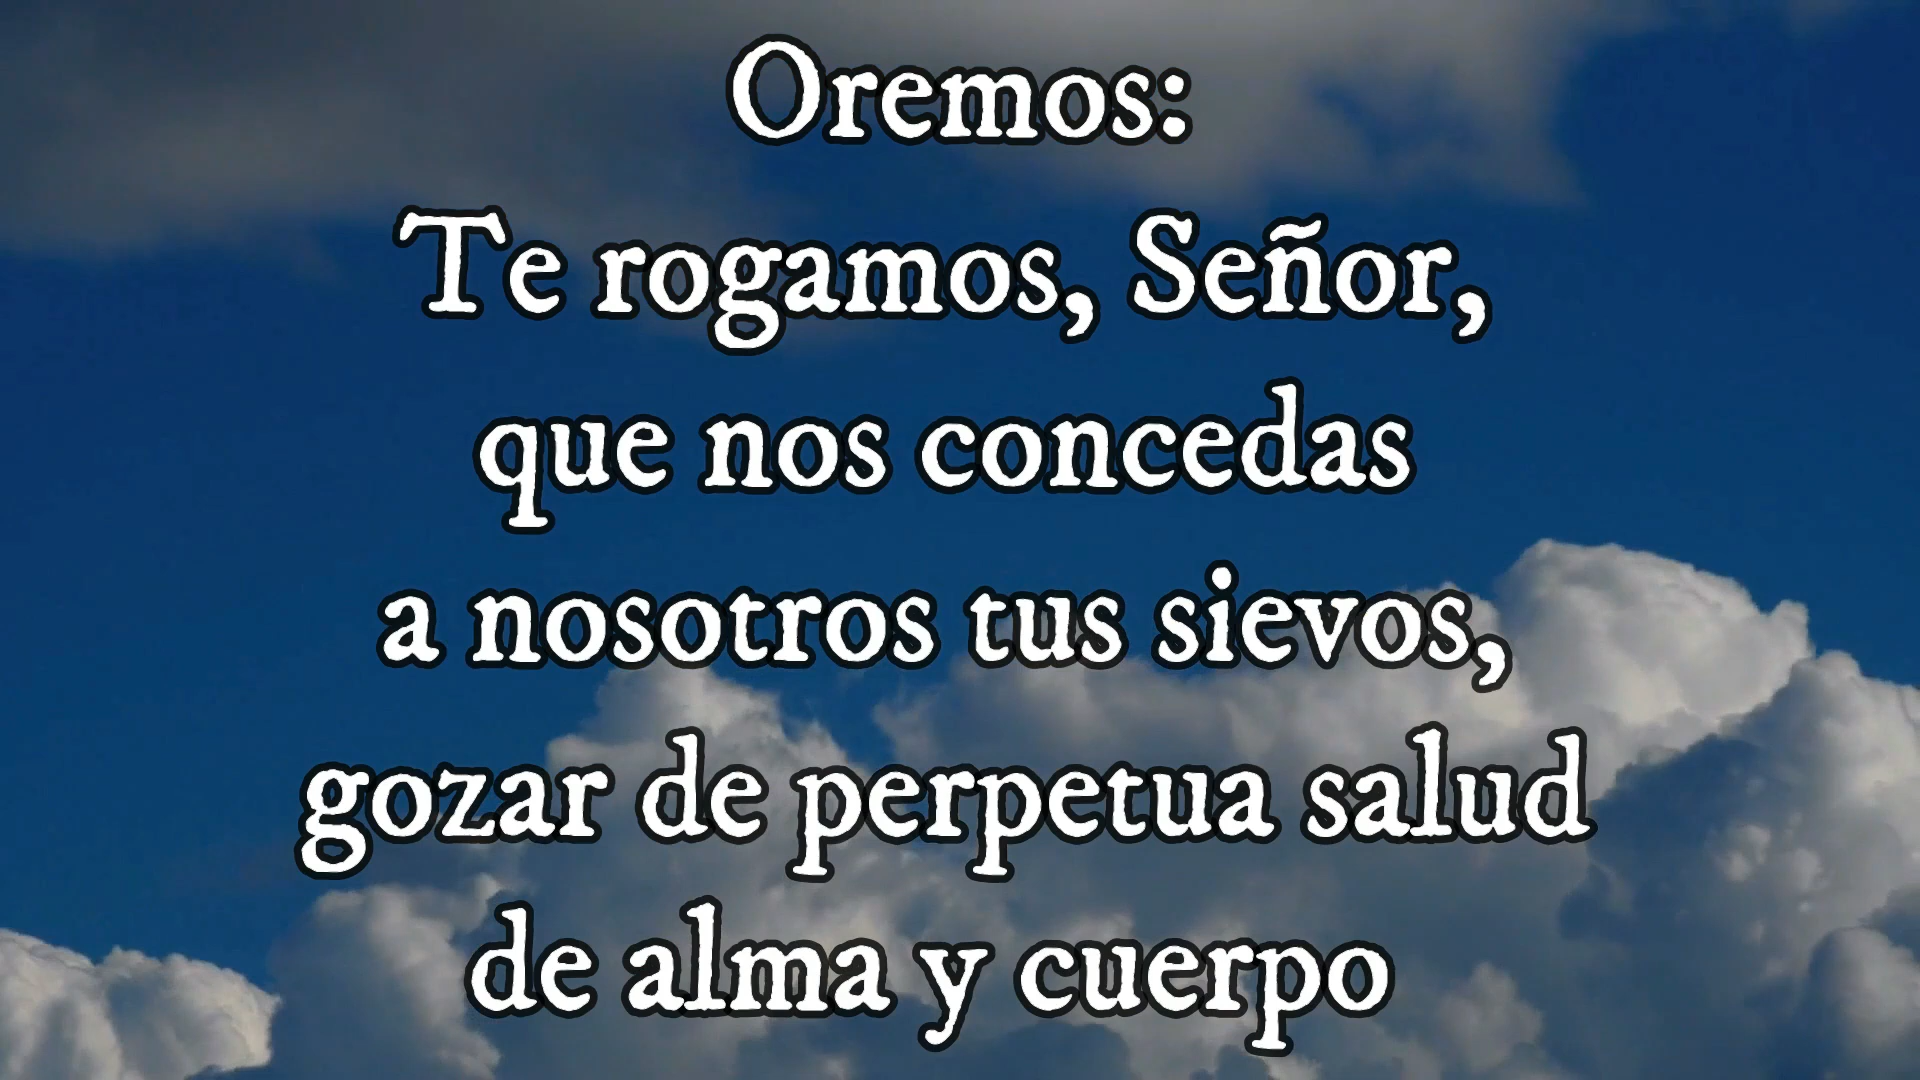 Oremos:
Te rogamos, Señor,
que nos concedas
a nosotros tus sievos,
gozar de perpetua salud
de alma y cuerpo